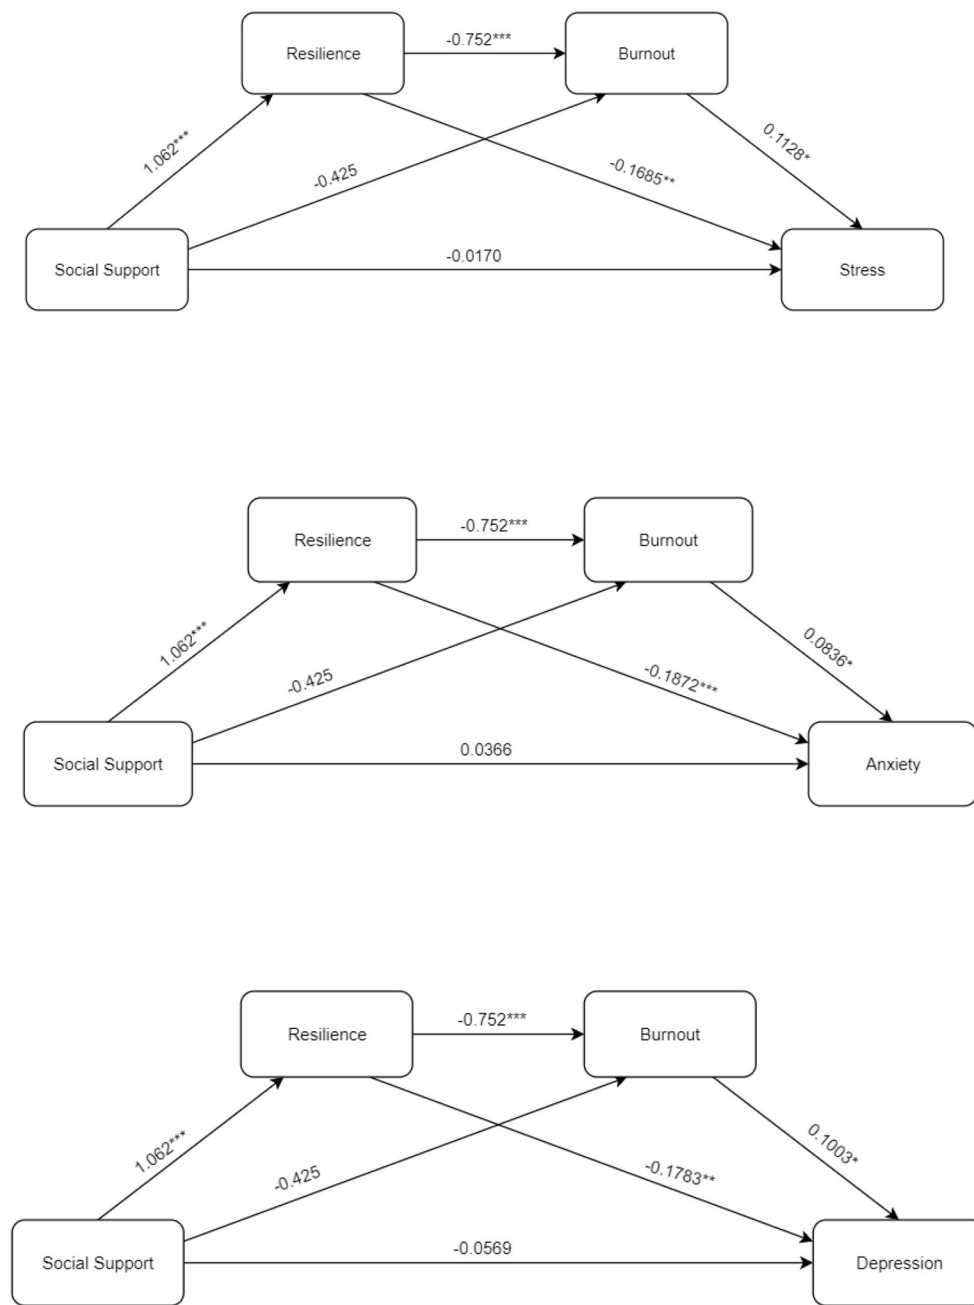 -0.752***
Resilience
Burnout
1.062***
-0.425
-0.1685**
0.1128*
Social Support
-0.0170
Stress
-0.752***
Resilience
Burnout
1.062***
-0.425
-0.1872***
0.0836*
Social Support
0.0366
Anxiety
-0.752***
Resilience
Burnout
1.062***
-0.425
-0.1783**
0.1003*
Social Support
-0.0569
Depression